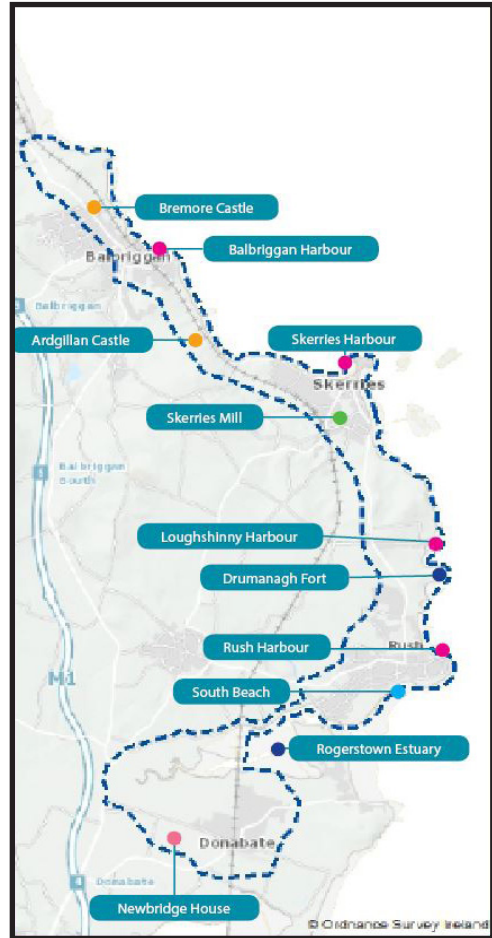 Bremore Castle
Balbriggan Harbour
Balbriggan
Balbriggan
Ardgillan Castle
Skerries Harbour
Skerries
Skerries Mill
Balbriggan
South
Loughshinny Harbour
Drumanagh Fort
Rush Harbour
Rush
M1
South Beach
Rogerstown Estuary
Donabate
Donabate
Newbridge House
© Ordnance Survey Ireland